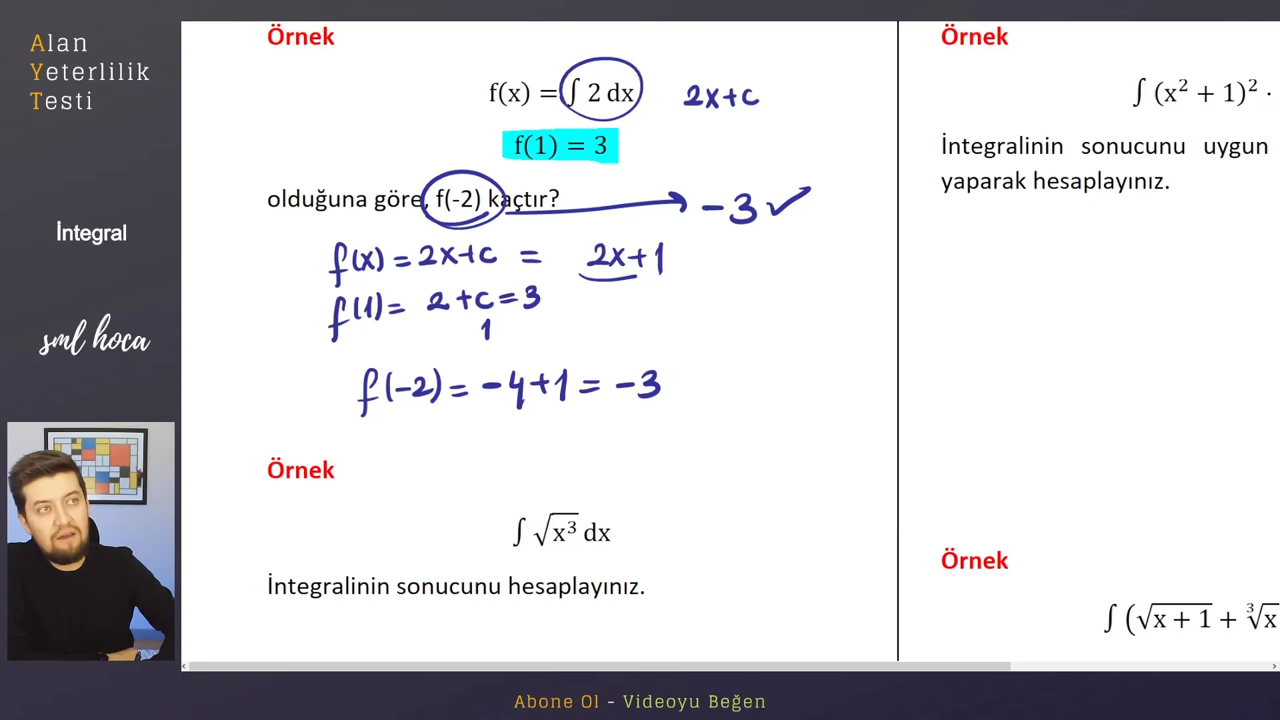 Alan
Yeterlilik
Testi
İntegral
sml hoca
Örnek
f(x) = ∫ 2 dx
2x+c
f(1) = 3
olduğuna göre, f(-2) kaçtır?
-3 ✓
f(x) = 2x+c = 2x+1
f(1) = 2+c=3
1
f(-2) = -4+1 = -3
Örnek
∫ √x³ dx
İntegralinin sonucunu hesaplayınız.
Örnek
∫ (x² + 1)² ·
İntegralinin sonucunu uygun
yaparak hesaplayınız.
Örnek
∫ (√x + 1 + ∛x
Abone Ol - Videoyu Beğen